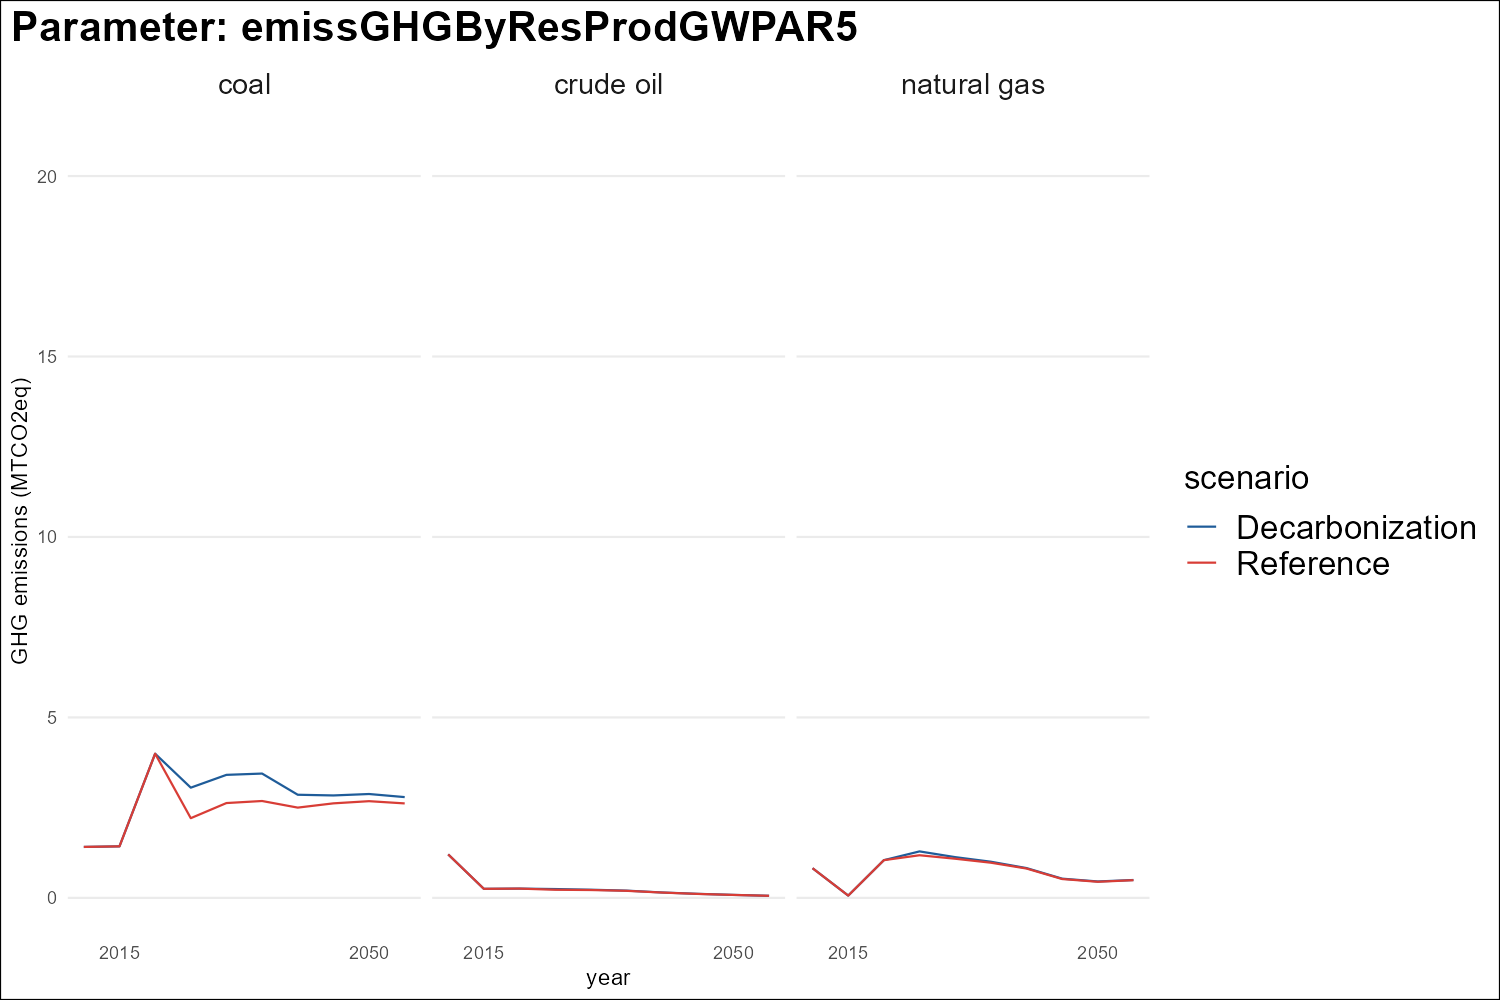 Parameter: emissGHGByResProdGWPAR5
coal
crude oil
natural gas
20
15
10
5
0
GHG emissions (MTCO2eq)
2015
2050
2015
2050
2015
2050
year
scenario
Decarbonization
Reference